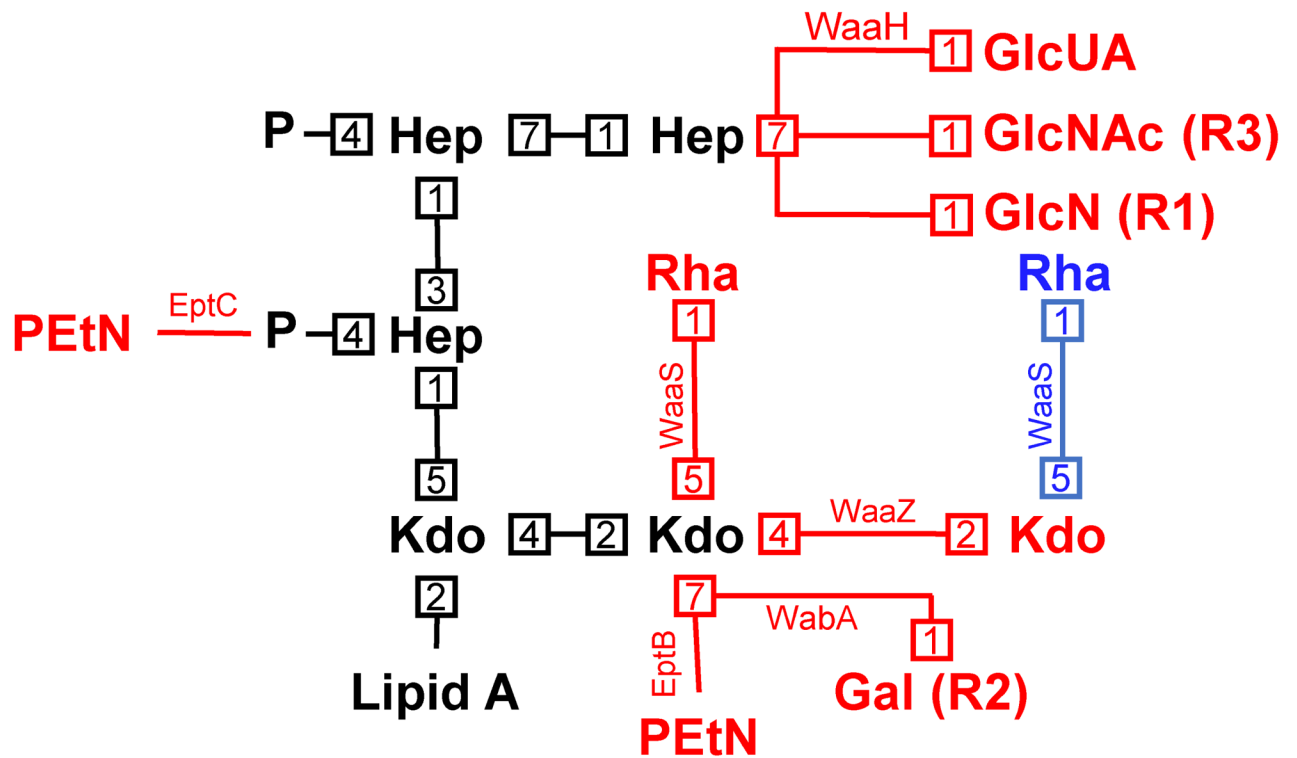 WaaH
1 GlcUA
P 4 Hep 7 1 Hep 7 1 GlcNAc (R3)
1 1 GlcN (R1)
Rha Rha
EptC 3 1 1
PEtN P 4 Hep
1 WaaS WaaS
5 5 5
Kdo 4 2 Kdo 4 WaaZ 2 Kdo
2 7 WabA 1
EptB
Lipid A Gal (R2)
PEtN